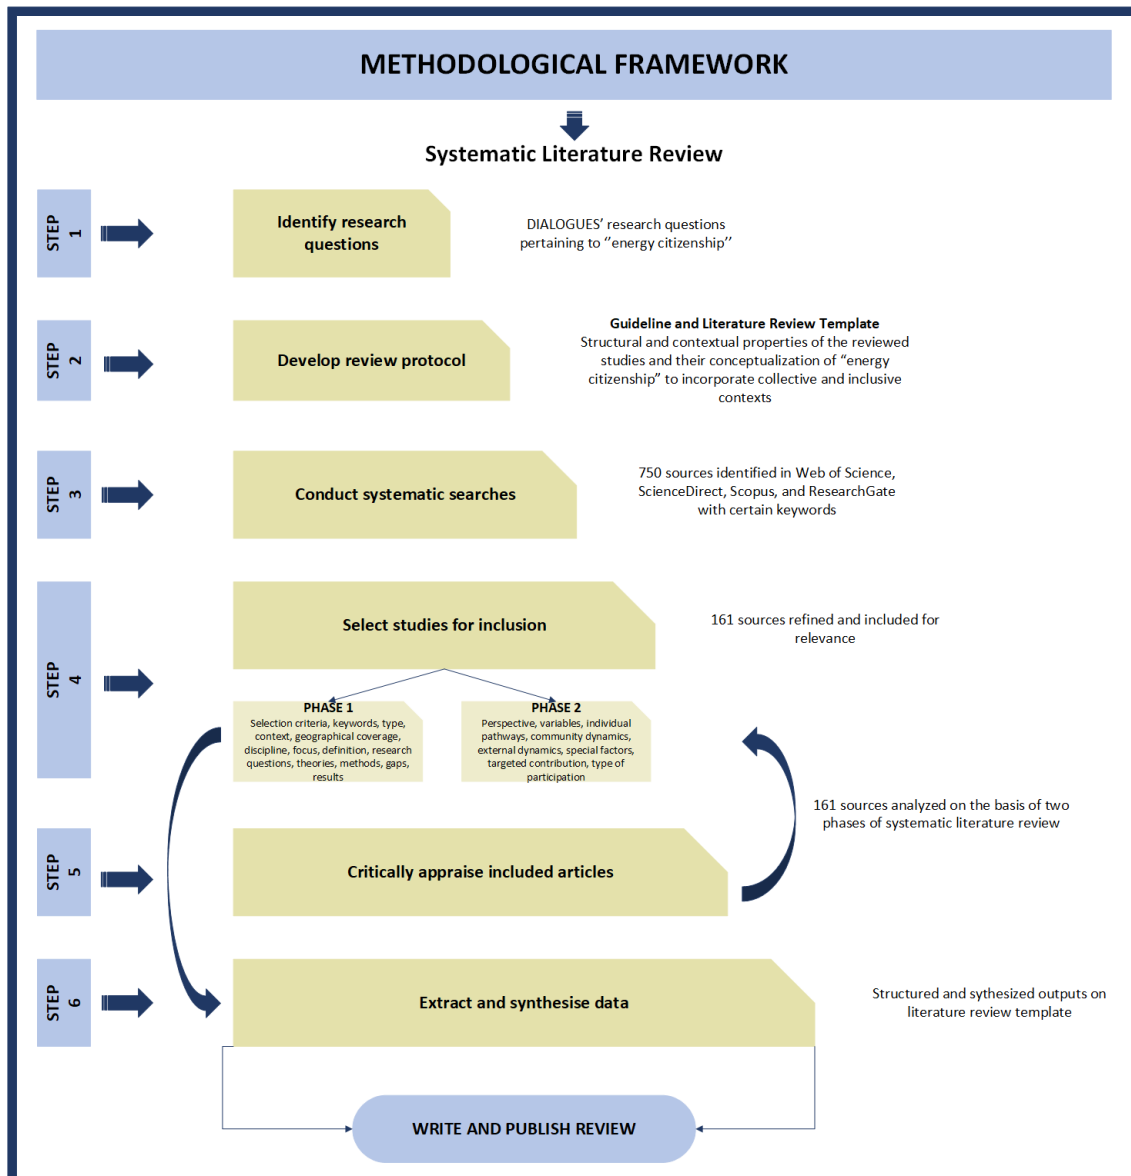 METHODOLOGICAL FRAMEWORK
Systematic Literature Review
STEP
1
Identify research
questions
DIALOGUES’ research questions
pertaining to ‘’energy citizenship’’
STEP
2
Develop review protocol
Guideline and Literature Review Template
Structural and contextual properties of the reviewed
studies and their conceptualization of “energy
citizenship” to incorporate collective and inclusive
contexts
STEP
3
Conduct systematic searches
750 sources identified in Web of Science,
ScienceDirect, Scopus, and ResearchGate
with certain keywords
STEP
4
Select studies for inclusion
161 sources refined and included for
relevance
PHASE 1
Selection criteria, keywords, type,
context, geographical coverage,
discipline, focus, definition, research
questions, theories, methods, gaps,
results
PHASE 2
Perspective, variables, individual
pathways, community dynamics,
external dynamics, special factors,
targeted contribution, type of
participation
161 sources analyzed on the basis of two
phases of systematic literature review
STEP
5
Critically appraise included articles
STEP
6
Extract and synthesise data
Structured and sythesized outputs on
literature review template
WRITE AND PUBLISH REVIEW